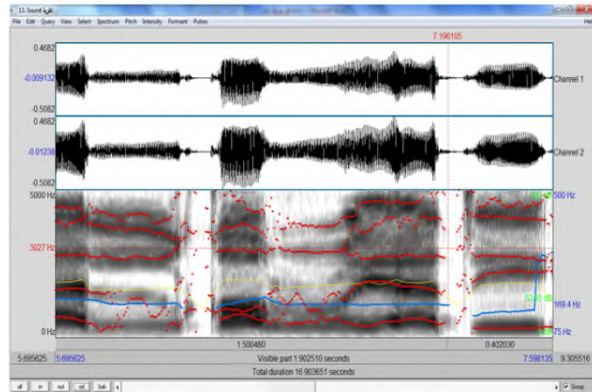 File Edit Query View Select Spectrum Pitch Intensity Formant Pulses
7.196105
0.4682
-0.009132
-0.5082
Channel 1
0.4682
-0.01238
-0.5082
Channel 2
5000 Hz
500 Hz
3027 Hz
169.4 Hz
0 Hz
75 Hz
1.500480
0.402030
5.695625
5.695625
Visible part 1.902510 seconds
7.598135
9.305516
Total duration 16.903651 seconds
all
in
out
sel
bak
Group